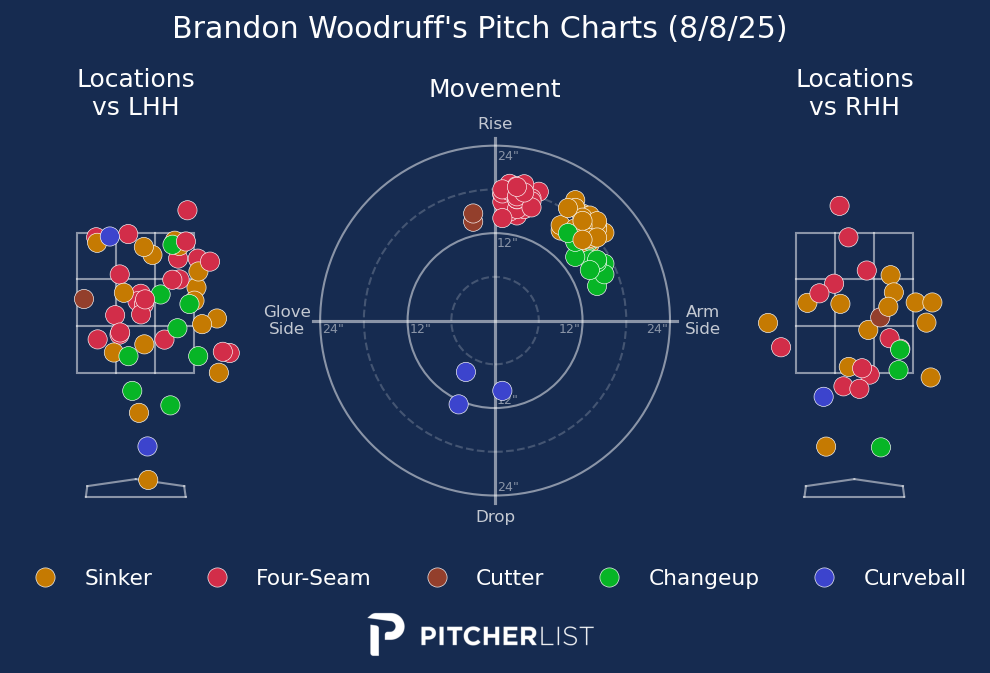 Brandon Woodruff's Pitch Charts (8/8/25)
Locations
vs LHH
Movement
Locations
vs RHH
Rise
24"
12"
Glove
Side
24"
12"
12"
24"
Arm
Side
12"
24"
Drop
Sinker
Four-Seam
Cutter
Changeup
Curveball
PITCHERLIST